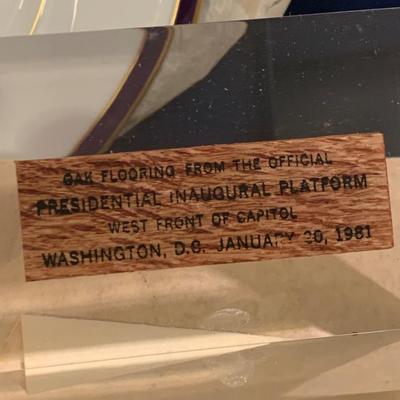 OAK FLOORING FROM THE OFFICIAL
PRESIDENTIAL INAUGURAL PLATFORM
WEST FRONT OF CAPITOL
WASHINGTON, D.C. JANUARY 20, 1981